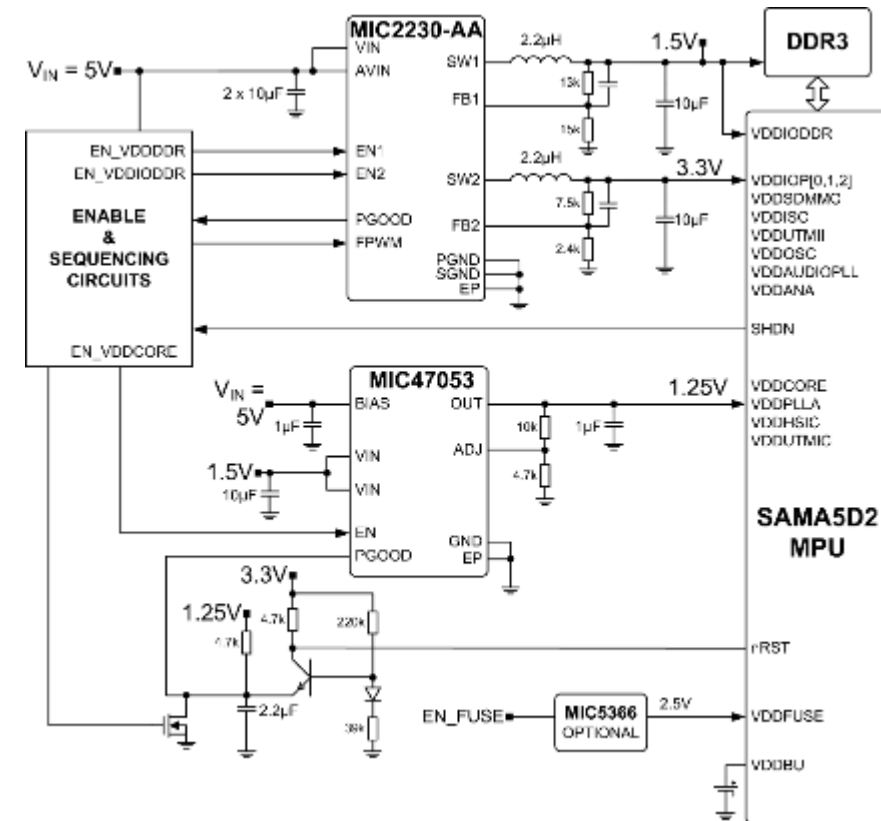 MIC2230-AA
VIN
AVIN
SW1
FB1
EN1
EN2
SW2
PGOOD
FPWM
FB2
PGND
SGND
EP
VIN = 5V
2 x 10µF
2.2µH
1.5V
DDR3
13k
15k
10µF
2.2µH
3.3V
7.5k
2.4k
10µF
EN_VDDDDR
EN_VDDIODDR
ENABLE
&
SEQUENCING
CIRCUITS
EN_VDDCORE
VDDIODDR
VDDIOP[0,1,2]
VDDSDMMC
VDDISC
VDDUTMII
VDDOSC
VDDAUDIOPLL
VDDANA
SHDN
MIC47053
BIAS
OUT
ADJ
VIN
VIN
EN
PGOOD
GND
EP
VIN =
5V
1µF
1.5V
10µF
10k
4.7k
1µF
1.25V
VDDCORE
VDDPLLA
VDDHSIC
VDDUTMIC
SAMA5D2
MPU
3.3V
1.25V
4.7k
4.7k
220k
2.2µF
39k
nRST
EN_FUSE
MIC5366
OPTIONAL
2.5V
VDDFUSE
VDDBU